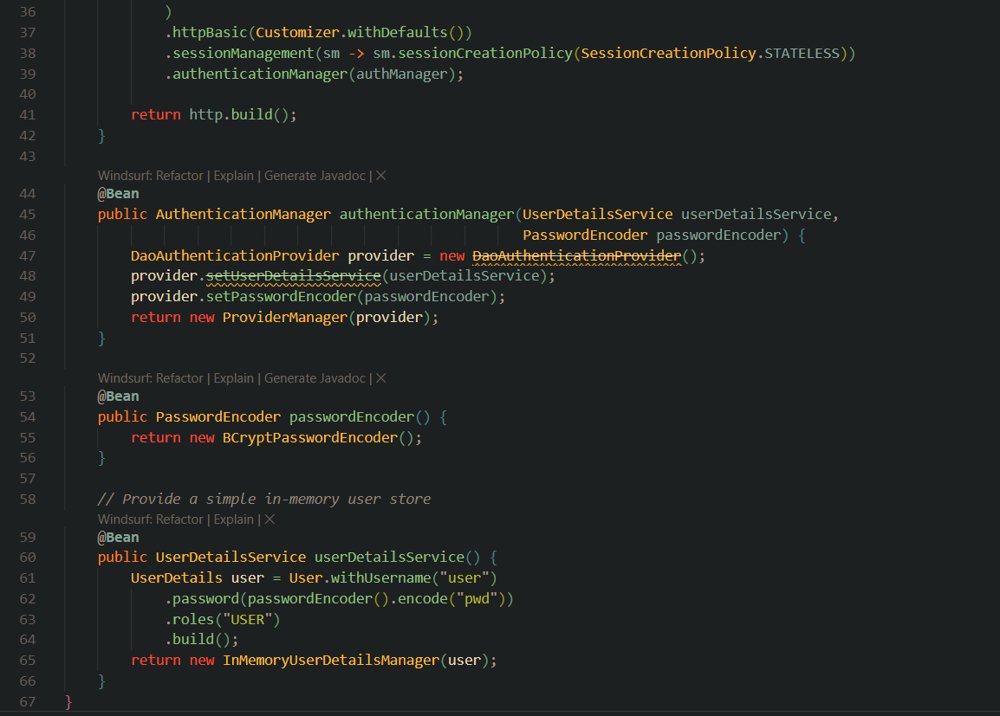 36 )
37 .httpBasic(Customizer.withDefaults())
38 .sessionManagement(sm -> sm.sessionCreationPolicy(SessionCreationPolicy.STATELESS))
39 .authenticationManager(authManager);
40
41 return http.build();
42 }
43
Windsurf: Refactor | Explain | Generate Javadoc | ×
44 @Bean
45 public AuthenticationManager authenticationManager(UserDetailsService userDetailsService,
46 PasswordEncoder passwordEncoder) {
47 DaoAuthenticationProvider provider = new DaoAuthenticationProvider();
48 provider.setUserDetailsService(userDetailsService);
49 provider.setPasswordEncoder(passwordEncoder);
50 return new ProviderManager(provider);
51 }
52
Windsurf: Refactor | Explain | Generate Javadoc | ×
53 @Bean
54 public PasswordEncoder passwordEncoder() {
55 return new BCryptPasswordEncoder();
56 }
57
58 // Provide a simple in-memory user store
Windsurf: Refactor | Explain | ×
59 @Bean
60 public UserDetailsService userDetailsService() {
61 UserDetails user = User.withUsername("user")
62 .password(passwordEncoder().encode("pwd"))
63 .roles("USER")
64 .build();
65 return new InMemoryUserDetailsManager(user);
66 }
67 }